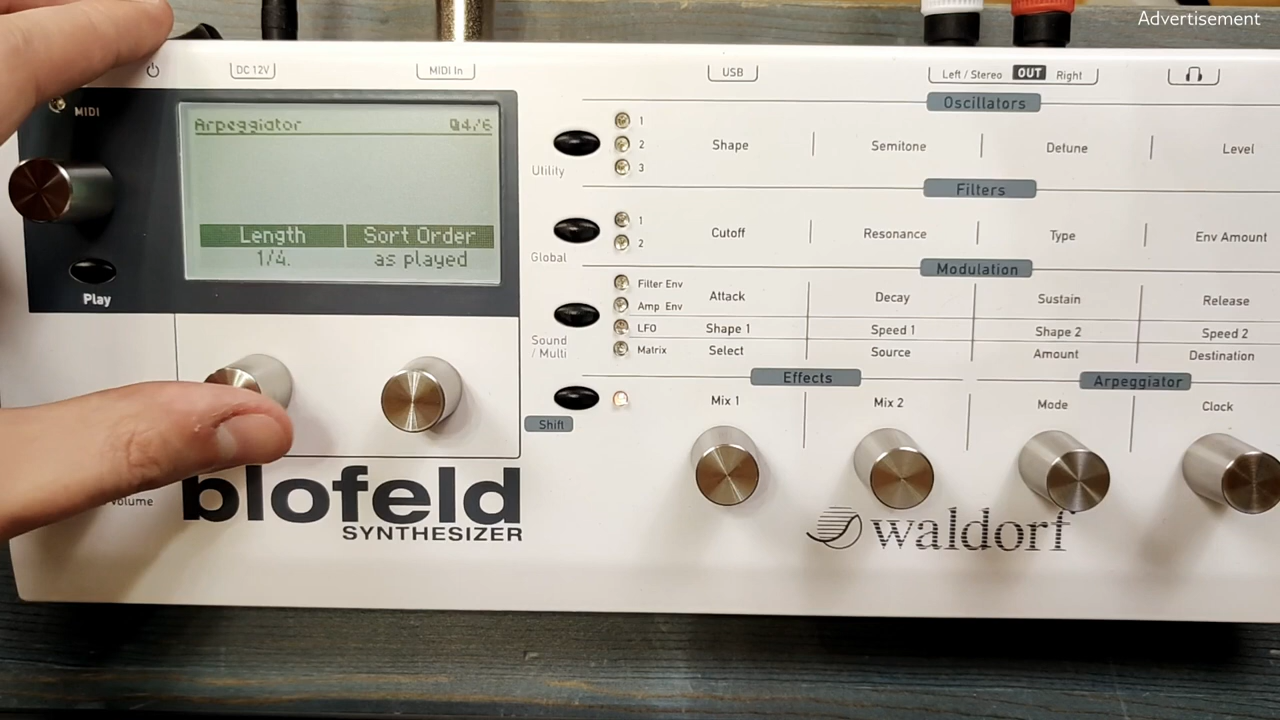 Advertisement
DC 12V
MIDI In
USB
Left / Stereo OUT Right
MIDI
Arpeggiator 4/6
Length Sort Order
1/4. as played
Play
Oscillators
1
2
3
Shape Semitone Detune Level
Utility
Filters
1
2
Cutoff Resonance Type Env Amount
Global
Modulation
Filter Env Attack Decay Sustain Release
Amp Env
LFO Shape 1 Speed 1 Shape 2 Speed 2
Matrix Select Source Amount Destination
Sound
/ Multi
Effects Arpeggiator
Mix 1 Mix 2 Mode Clock
Shift
Volume
blofeld
SYNTHESIZER
waldorf